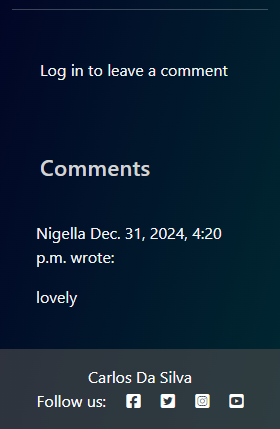 Log in to leave a comment
Comments
Nigella Dec. 31, 2024, 4:20
p.m. wrote:
lovely
Carlos Da Silva
Follow us: